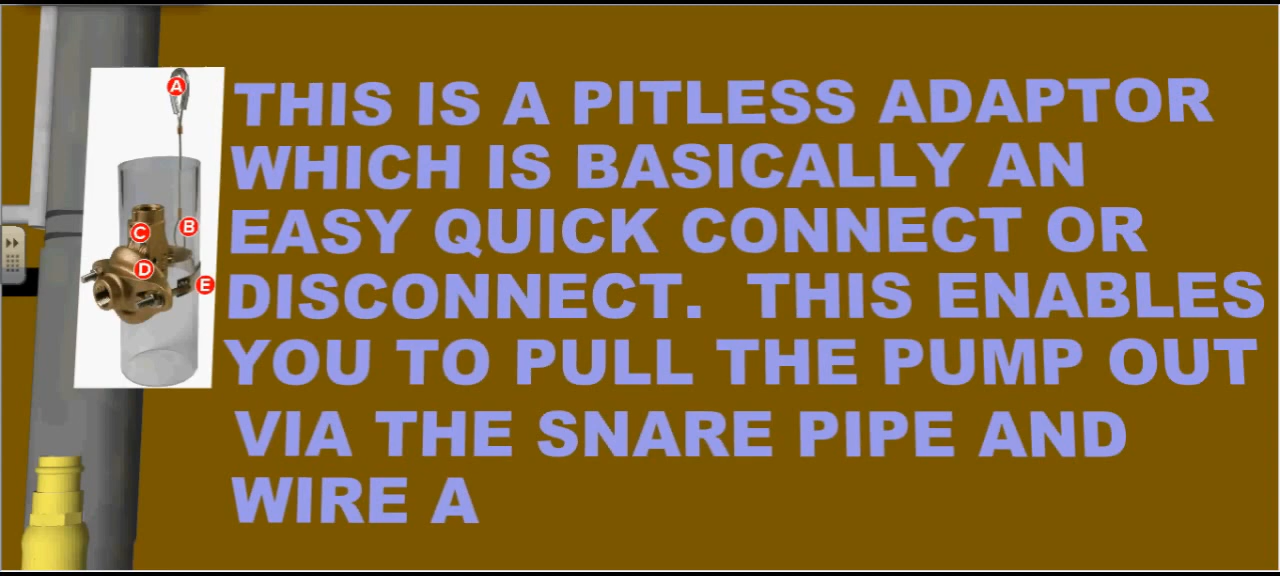 THIS IS A PITLESS ADAPTOR
WHICH IS BASICALLY AN
EASY QUICK CONNECT OR
DISCONNECT.  THIS ENABLES
YOU TO PULL THE PUMP OUT
VIA THE SNARE PIPE AND
WIRE A
A
B
C
D
E